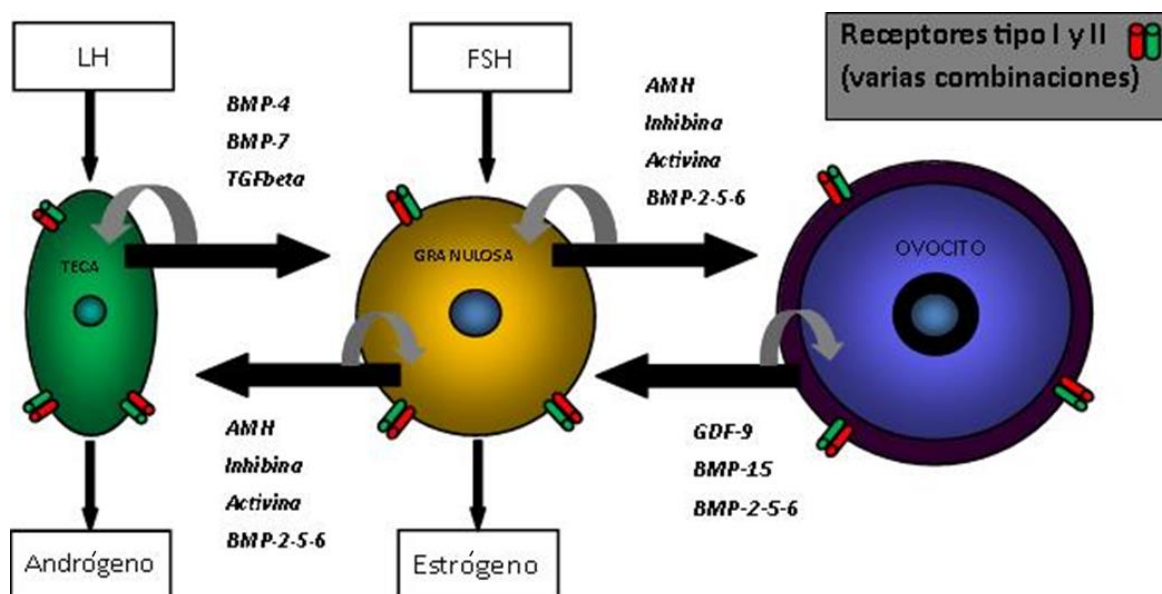 LH
FSH
Receptores tipo I y II
(varias combinaciones)
BMP-4
BMP-7
TGFbeta
AMH
Inhibina
Activina
BMP-2-5-6
TECA
GRANULOSA
OVOCITO
AMH
Inhibina
Activina
BMP-2-5-6
GDF-9
BMP-15
BMP-2-5-6
Andrógeno
Estrógeno